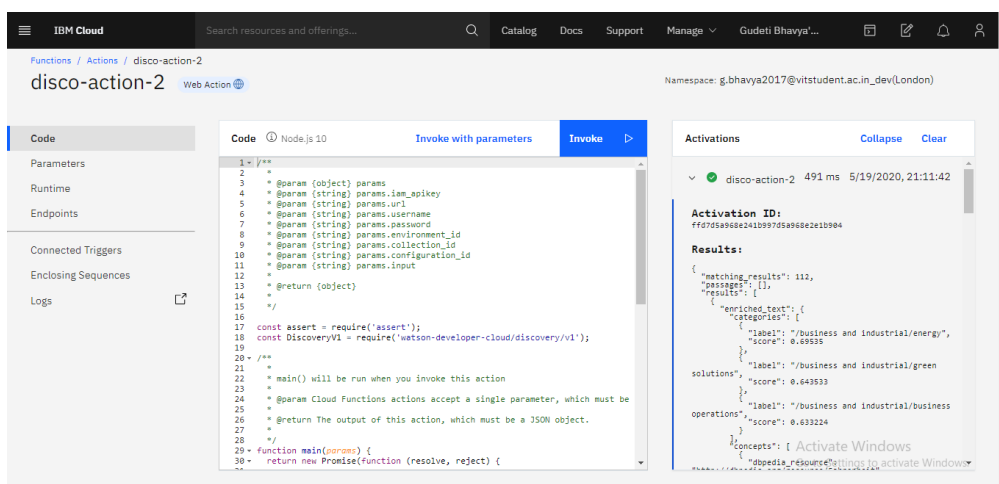 IBM Cloud
Search resources and offerings...
Catalog
Docs
Support
Manage
Gudeti Bhavya'...
Functions / Actions / disco-action-2
disco-action-2
Web Action
Namespace: g.bhavya2017@vitstudent.ac.in_dev(London)
Code
Parameters
Runtime
Endpoints
Connected Triggers
Enclosing Sequences
Logs
Code
Node.js 10
Invoke with parameters
Invoke
1 /**
2 *
3 * @param {object} params
4 * @param {string} params.iam_apikey
5 * @param {string} params.url
6 * @param {string} params.username
7 * @param {string} params.password
8 * @param {string} params.environment_id
9 * @param {string} params.collection_id
10 * @param {string} params.configuration_id
11 * @param {string} params.input
12 *
13 * @return {object}
14 *
15 */
16
17 const assert = require('assert');
18 const DiscoveryV1 = require('watson-developer-cloud/discovery/v1');
19
20 /**
21 *
22 * main() will be run when you invoke this action
23 *
24 * @param Cloud Functions actions accept a single parameter, which must be
25 *
26 * @return The output of this action, which must be a JSON object.
27 *
28 */
29 function main(params) {
30 return new Promise(function (resolve, reject) {
Activations
Collapse
Clear
disco-action-2 491 ms 5/19/2020, 21:11:42
Activation ID:
ffd7d5a968e241b997d5a968e2e1b904
Results:
{
"matching_results": 112,
"passages": [],
"results": [
{
"enriched_text": {
"categories": [
{
"label": "/business and industrial/energy",
"score": 0.69535
},
{
"label": "/business and industrial/green
solutions",
"score": 0.643533
},
{
"label": "/business and industrial/business
operations",
"score": 0.633224
}
],
"concepts": [
{
"dbpedia_resource":
Activate Windows
Go to Settings to activate Windows.